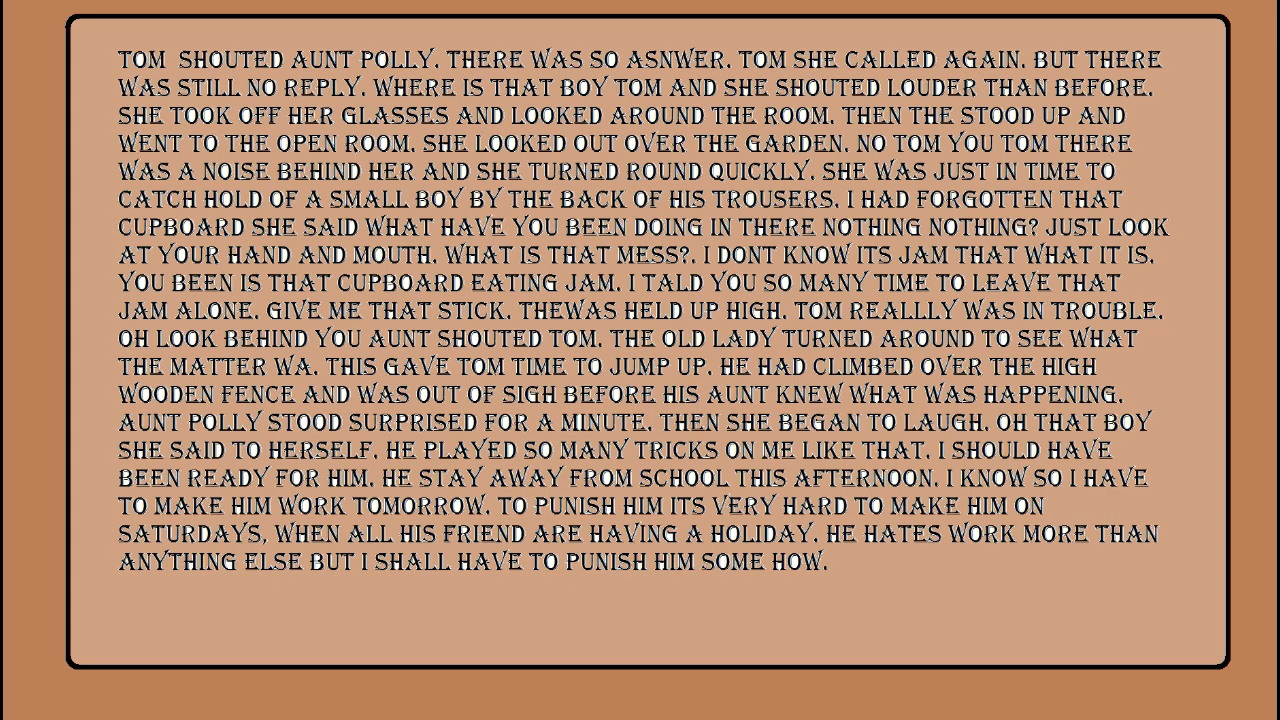 TOM  SHOUTED AUNT POLLY. THERE WAS SO ASNWER. TOM SHE CALLED AGAIN. BUT THERE
WAS STILL NO REPLY. WHERE IS THAT BOY TOM AND SHE SHOUTED LOUDER THAN BEFORE.
SHE TOOK OFF HER GLASSES AND LOOKED AROUND THE ROOM. THEN THE STOOD UP AND
WENT TO THE OPEN ROOM. SHE LOOKED OUT OVER THE GARDEN. NO TOM YOU TOM THERE
WAS A NOISE BEHIND HER AND SHE TURNED ROUND QUICKLY. SHE WAS JUST IN TIME TO
CATCH HOLD OF A SMALL BOY BY THE BACK OF HIS TROUSERS. I HAD FORGOTTEN THAT
CUPBOARD SHE SAID WHAT HAVE YOU BEEN DOING IN THERE NOTHING NOTHING? JUST LOOK
AT YOUR HAND AND MOUTH. WHAT IS THAT MESS?. I DONT KNOW ITS JAM THAT WHAT IT IS.
YOU BEEN IS THAT CUPBOARD EATING JAM. I TALD YOU SO MANY TIME TO LEAVE THAT
JAM ALONE. GIVE ME THAT STICK. THEWAS HELD UP HIGH. TOM REALLLY WAS IN TROUBLE.
OH LOOK BEHIND YOU AUNT SHOUTED TOM. THE OLD LADY TURNED AROUND TO SEE WHAT
THE MATTER WA. THIS GAVE TOM TIME TO JUMP UP. HE HAD CLIMBED OVER THE HIGH
WOODEN FENCE AND WAS OUT OF SIGH BEFORE HIS AUNT KNEW WHAT WAS HAPPENING.
AUNT POLLY STOOD SURPRISED FOR A MINUTE. THEN SHE BEGAN TO LAUGH. OH THAT BOY
SHE SAID TO HERSELF. HE PLAYED SO MANY TRICKS ON ME LIKE THAT. I SHOULD HAVE
BEEN READY FOR HIM. HE STAY AWAY FROM SCHOOL THIS AFTERNOON. I KNOW SO I HAVE
TO MAKE HIM WORK TOMORROW. TO PUNISH HIM ITS VERY HARD TO MAKE HIM ON
SATURDAYS, WHEN ALL HIS FRIEND ARE HAVING A HOLIDAY. HE HATES WORK MORE THAN
ANYTHING ELSE BUT I SHALL HAVE TO PUNISH HIM SOME HOW.